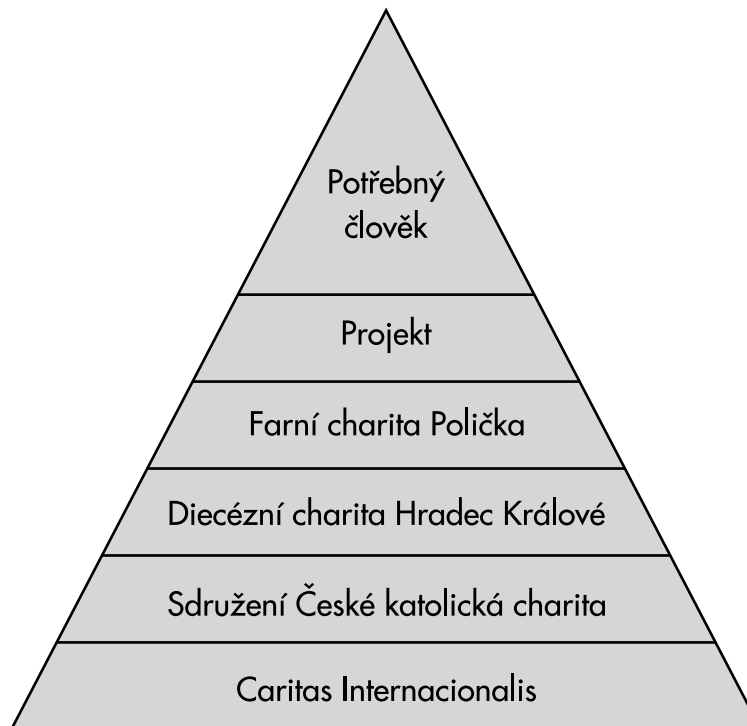 Potřebný
člověk
Projekt
Farní charita Polička
Diecézní charita Hradec Králové
Sdružení České katolická charita
Caritas Internacionalis